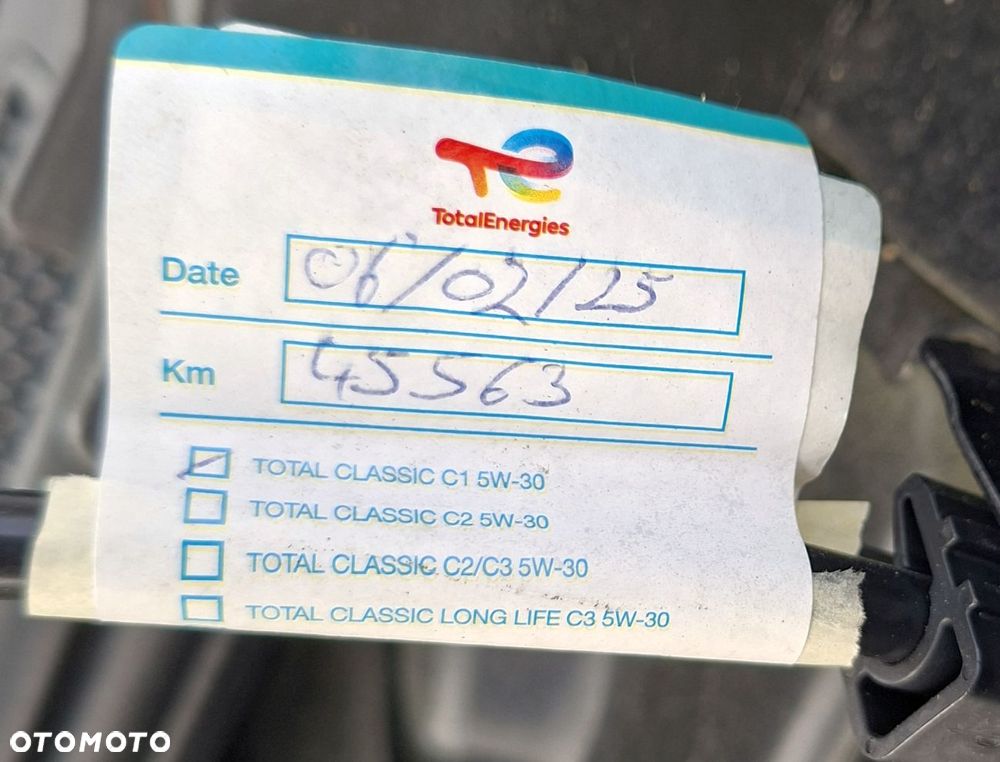 TotalEnergies
Date 06/02/25
Km 45563
TOTAL CLASSIC C1 5W-30
TOTAL CLASSIC C2 5W-30
TOTAL CLASSIC C2/C3 5W-30
TOTAL CLASSIC LONG LIFE C3 5W-30
OTOMOTO